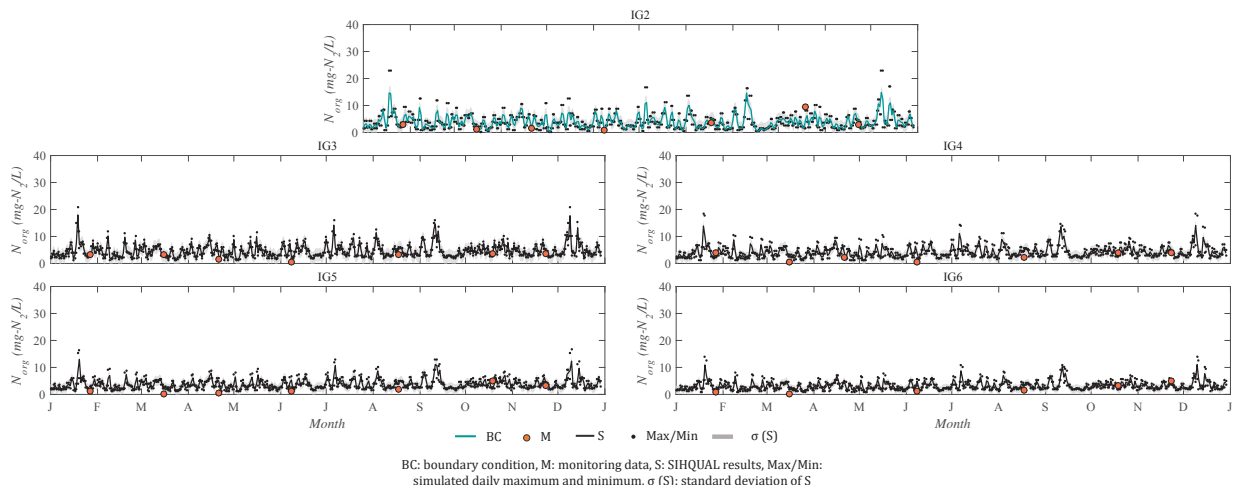 IG2
40
30
20
10
0
N_org (mg-N_2/L)
IG3
40
30
20
10
0
N_org (mg-N_2/L)
IG4
40
30
20
10
0
N_org (mg-N_2/L)
IG5
40
30
20
10
0
N_org (mg-N_2/L)
J F M A M J J A S O N D J
Month
IG6
40
30
20
10
0
N_org (mg-N_2/L)
J F M A M J J A S O N D J
Month
BC M S Max/Min σ (S)
BC: boundary condition, M: monitoring data, S: SIHQUAL results, Max/Min:
simulated daily maximum and minimum, σ (S): standard deviation of S